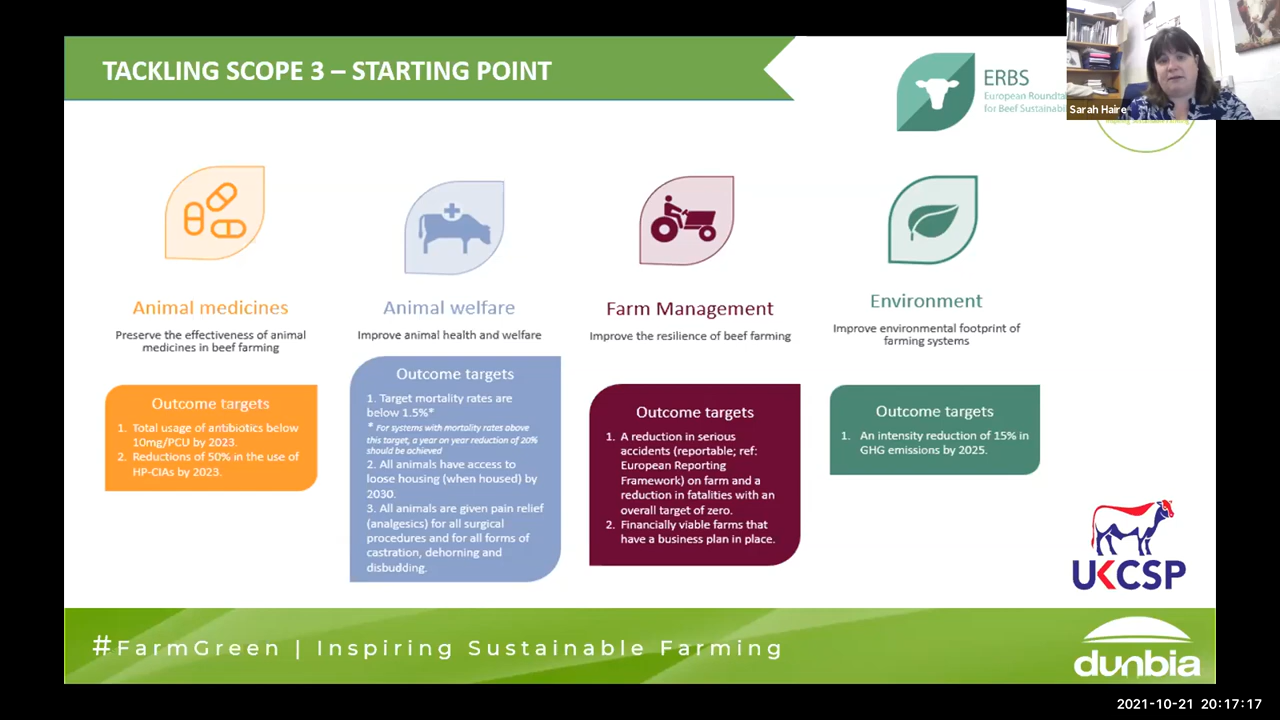 TACKLING SCOPE 3 – STARTING POINT
ERBS
European
for Beef
Sarah Haire
Animal medicines
Preserve the effectiveness of animal
medicines in beef farming
Outcome targets
1. Total usage of antibiotics below
10mg/PCU by 2023.
2. Reductions of 50% in the use of
HP-CIAs by 2023.
Animal welfare
Improve animal health and welfare
Outcome targets
1. Target mortality rates are
below 1.5%*
* For systems with mortality rates above
this target, a year on year reduction of 20%
should be achieved
2. All animals have access to
loose housing (when housed) by
2030.
3. All animals are given pain relief
(analgesics) for all surgical
procedures and for all forms of
castration, dehorning and
disbudding.
Farm Management
Improve the resilience of beef farming
Outcome targets
1. A reduction in serious
accidents (reportable; ref:
European Reporting
Framework) on farm and a
reduction in fatalities with an
overall target of zero.
2. Financially viable farms that
have a business plan in place.
Environment
Improve environmental footprint of
farming systems
Outcome targets
1. An intensity reduction of 15% in
GHG emissions by 2025.
UKCSP
#FarmGreen | Inspiring Sustainable Farming
dunbia
2021-10-21 20:17:17